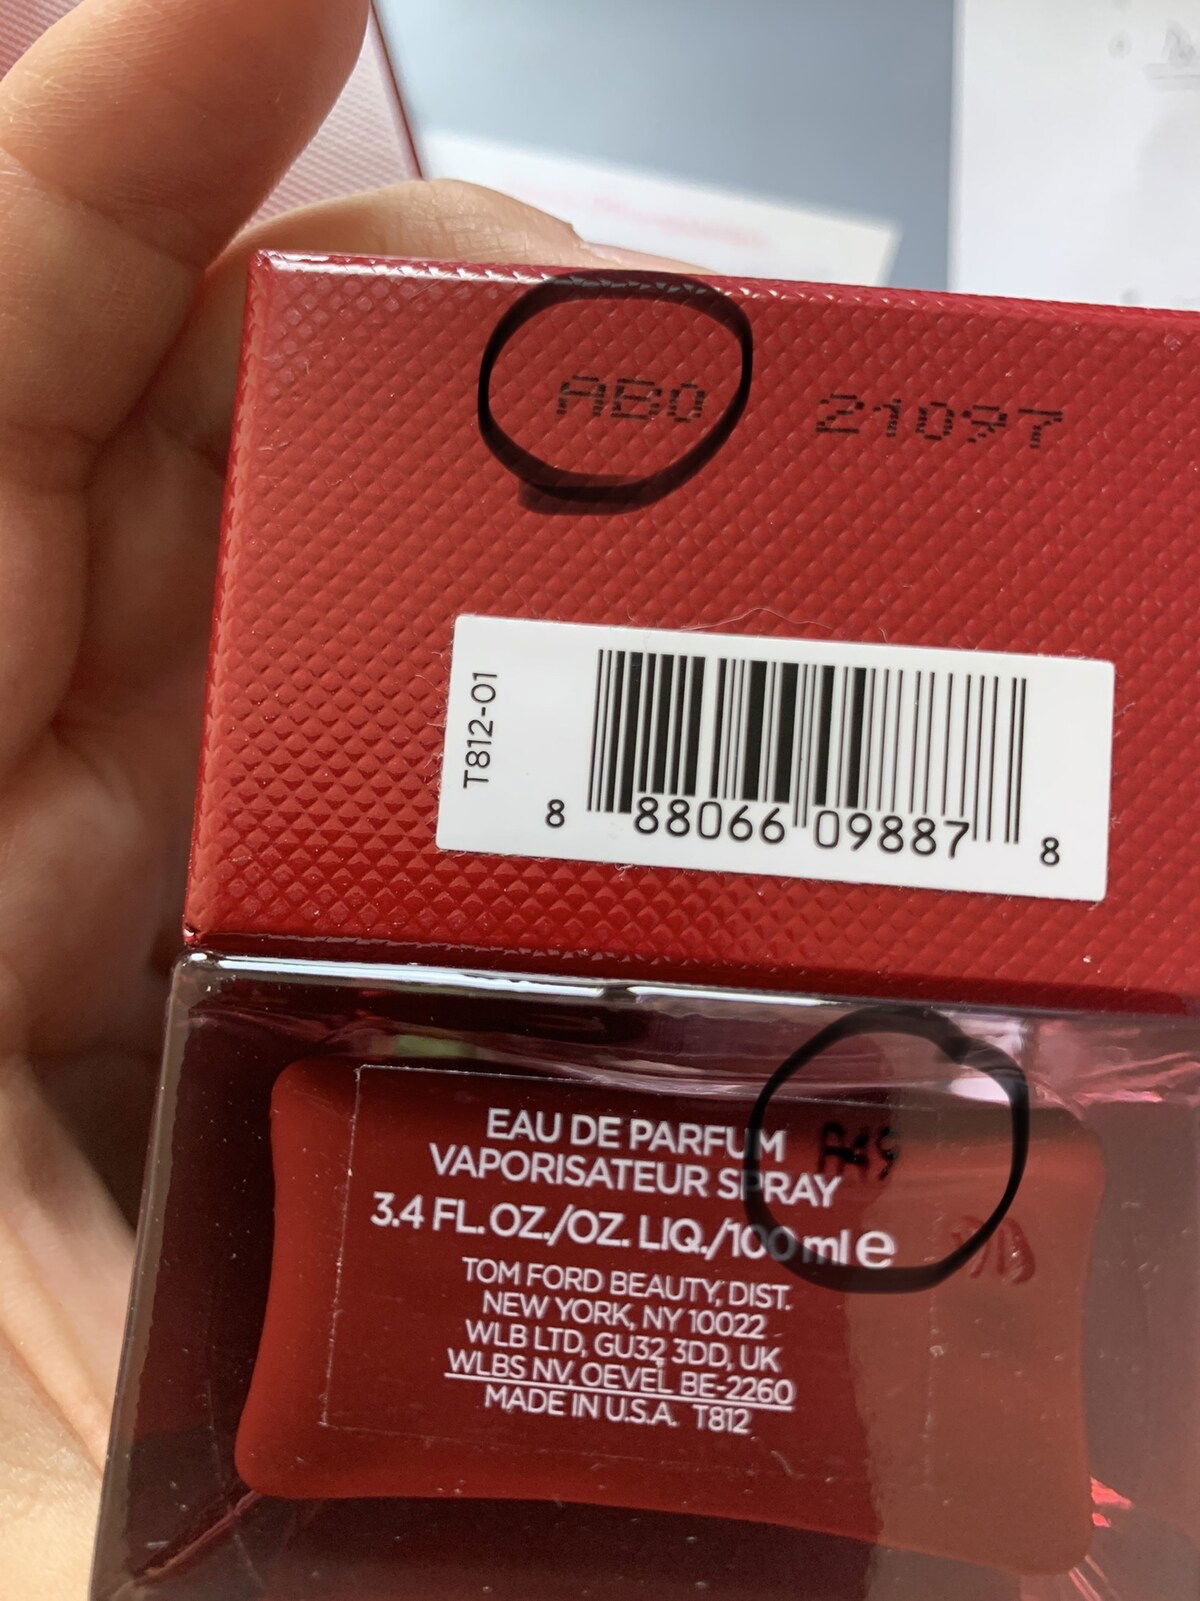 AB0 21097
T812-01
8 88066 09887 8
EAU DE PARFUM
VAPORISATEUR SPRAY
3.4 FL. OZ./OZ. LIQ./100 ml e
TOM FORD BEAUTY, DIST.
NEW YORK, NY 10022
WLB LTD, GU32 3DD, UK
WLBS NV, OEVEL BE-2260
MADE IN U.S.A. T812